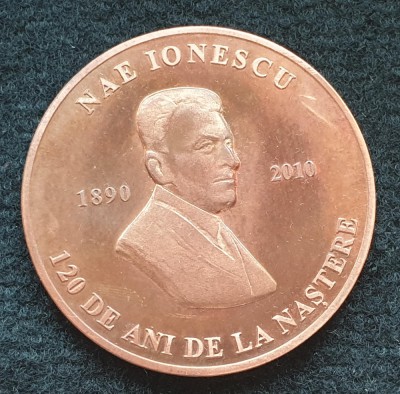 NAE IONESCU
1890
2010
120 DE ANI DE LA NAȘTERE